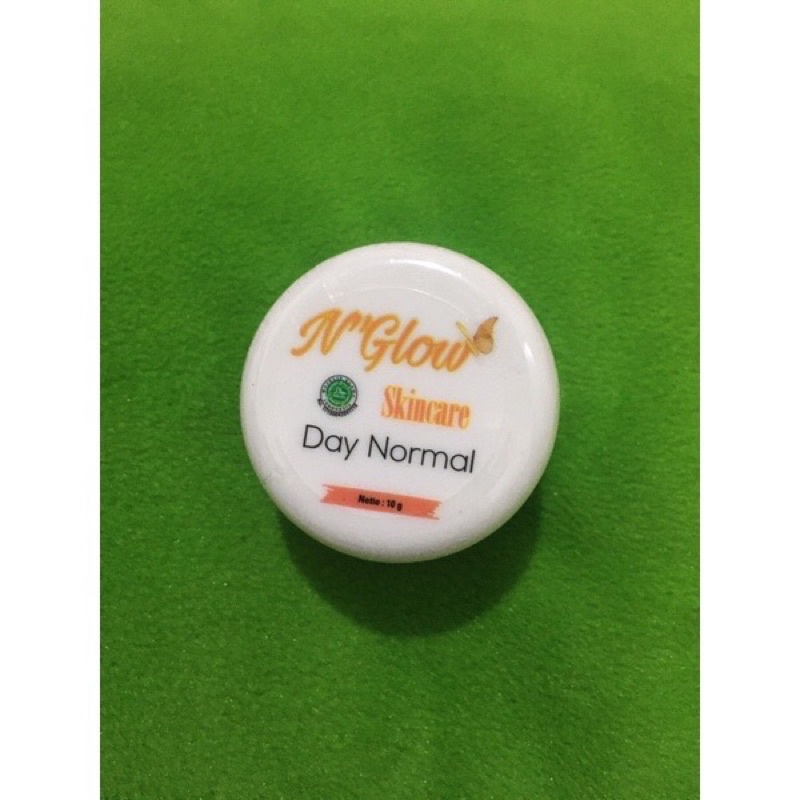 N'Glow
Skincare
Day Normal
Netto : 10 g